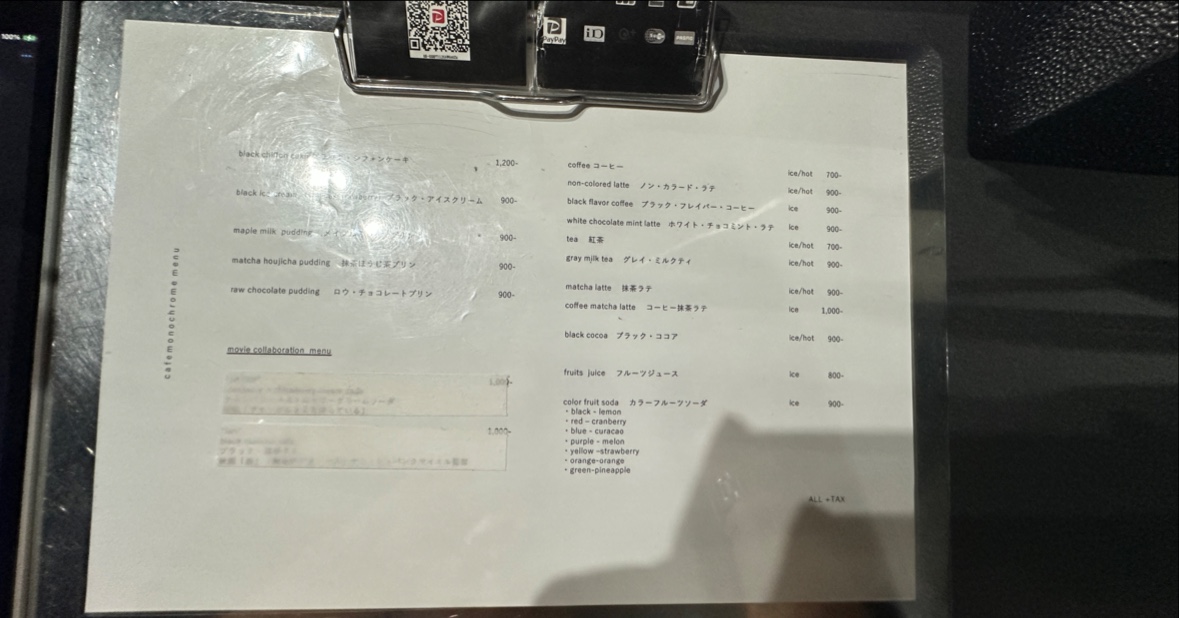 100%
PayPay
iD
cafemonochromemenu
black chiffon cake シフォンケーキ 1,200-
black ice cream ブラック・アイスクリーム 900-
maple milk pudding 900-
matcha houjicha pudding 抹茶ほうじ茶プリン 900-
raw chocolate pudding ロウ・チョコレートプリン 900-
movie collaboration menu
1,000-
1,000-
coffee コーヒー ice/hot 700-
non-colored latte ノン・カラード・ラテ ice/hot 900-
black flavor coffee ブラック・フレイバー・コーヒー ice 900-
white chocolate mint latte ホワイト・チョコミント・ラテ ice 900-
tea 紅茶 ice/hot 700-
gray milk tea グレイ・ミルクティ ice/hot 900-
matcha latte 抹茶ラテ ice/hot 900-
coffee matcha latte コーヒー抹茶ラテ ice 1,000-
black cocoa ブラック・ココア ice/hot 900-
fruits juice フルーツジュース ice 800-
color fruit soda カラーフルーツソーダ ice 900-
・black - lemon
・red - cranberry
・blue - curacao
・purple - melon
・yellow -strawberry
・orange-orange
・green-pineapple
ALL +TAX